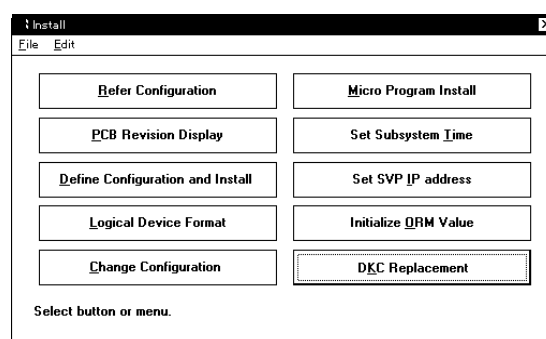 Install
File Edit
Refer Configuration
Micro Program Install
PCB Revision Display
Set Subsystem Time
Define Configuration and Install
Set SVP IP address
Logical Device Format
Initialize ORM Value
Change Configuration
DKC Replacement
Select button or menu.